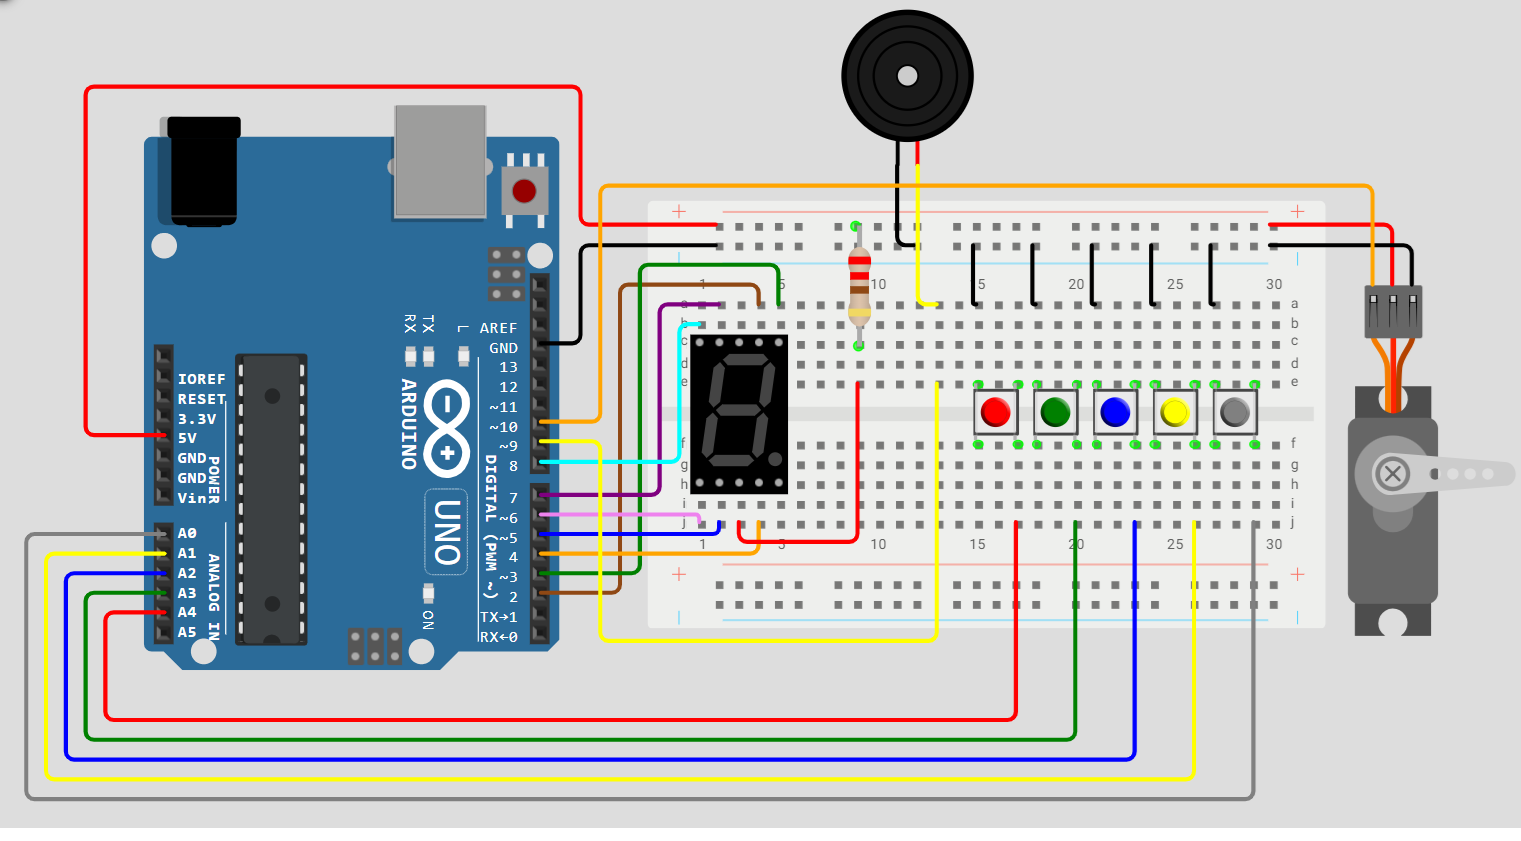 RX
TX
L
AREF
GND
13
12
~11
~10
~9
8
7
~6
~5
4
~3
2
TX→1
RX←0
DIGITAL (PWM ~)
ARDUINO
UNO
ON
IOREF
RESET
3.3V
5V
GND
GND
Vin
POWER
A0
A1
A2
A3
A4
A5
ANALOG IN
+ +
1 5 10 15 20 25 30
a a
b b
c c
d d
e e
f f
g g
h h
i i
j j
1 5 10 15 20 25 30
+ +